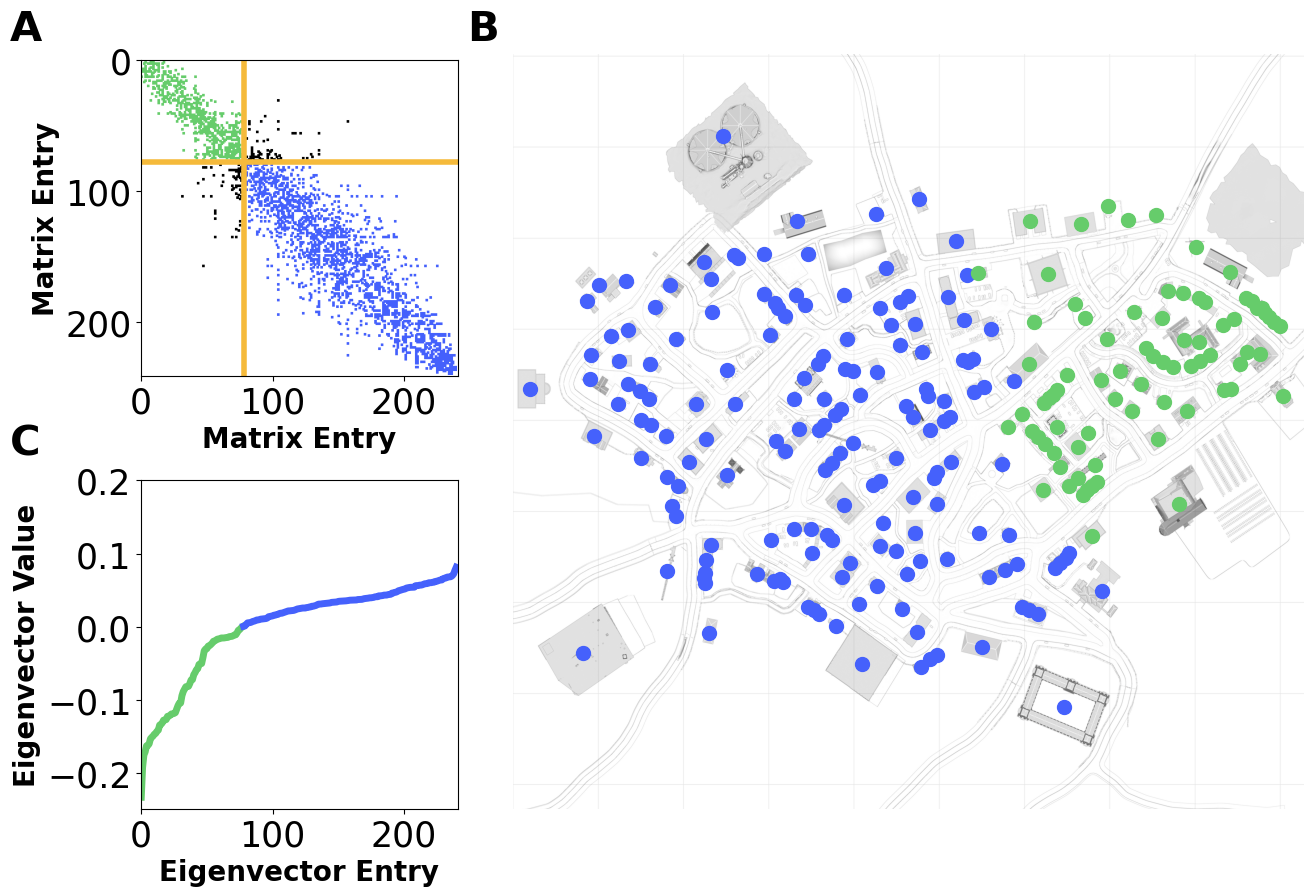 A
B
0
100
200
Matrix Entry
0
100
200
Matrix Entry
C
0.2
0.1
0.0
−0.1
−0.2
Eigenvector Value
0
100
200
Eigenvector Entry